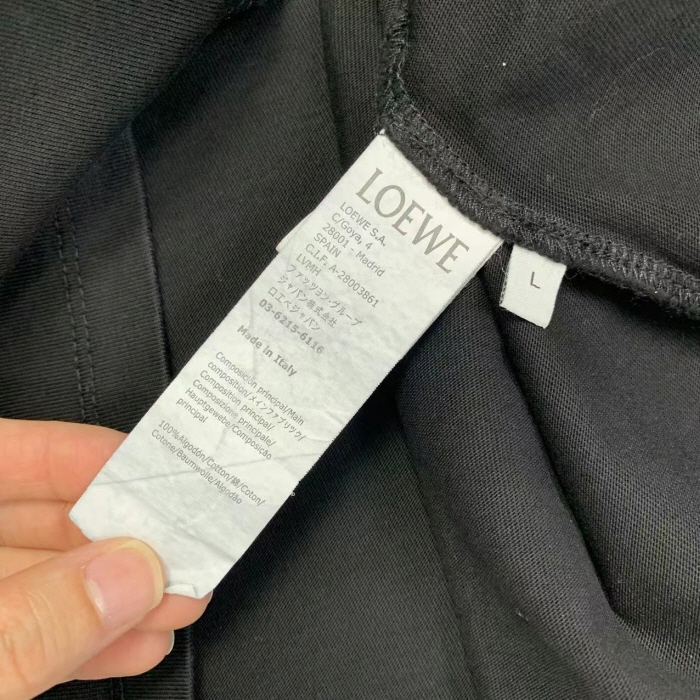 LOEWE
LOEWE S.A.
C/Goya, 4
28001 - Madrid
SPAIN
C.I.F. A-28003861
LVMH
ファッション・グループ
ジャパン株式会社
ロエベジャパン
03-6215-6116
Made in Italy
Composición principal/Main
composition/メインファブリック/
Composition principal/
Composizione principale/
Hauptgewebe/Composição
principal
100%Algodón/Cotton/綿/Coton/
Cotone/Baumwolle/Algodão
L